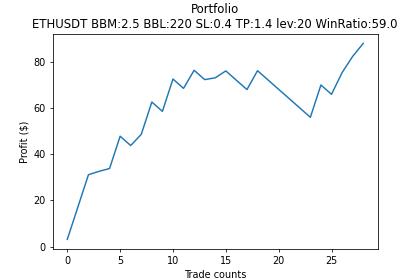 Portfolio
ETHUSDT BBM:2.5 BBL:220 SL:0.4 TP:1.4 lev:20 WinRatio:59.0
80
60
40
20
0
Profit ($)
0 5 10 15 20 25
Trade counts